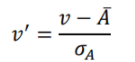 v′ = (v − Ā) / σ_A